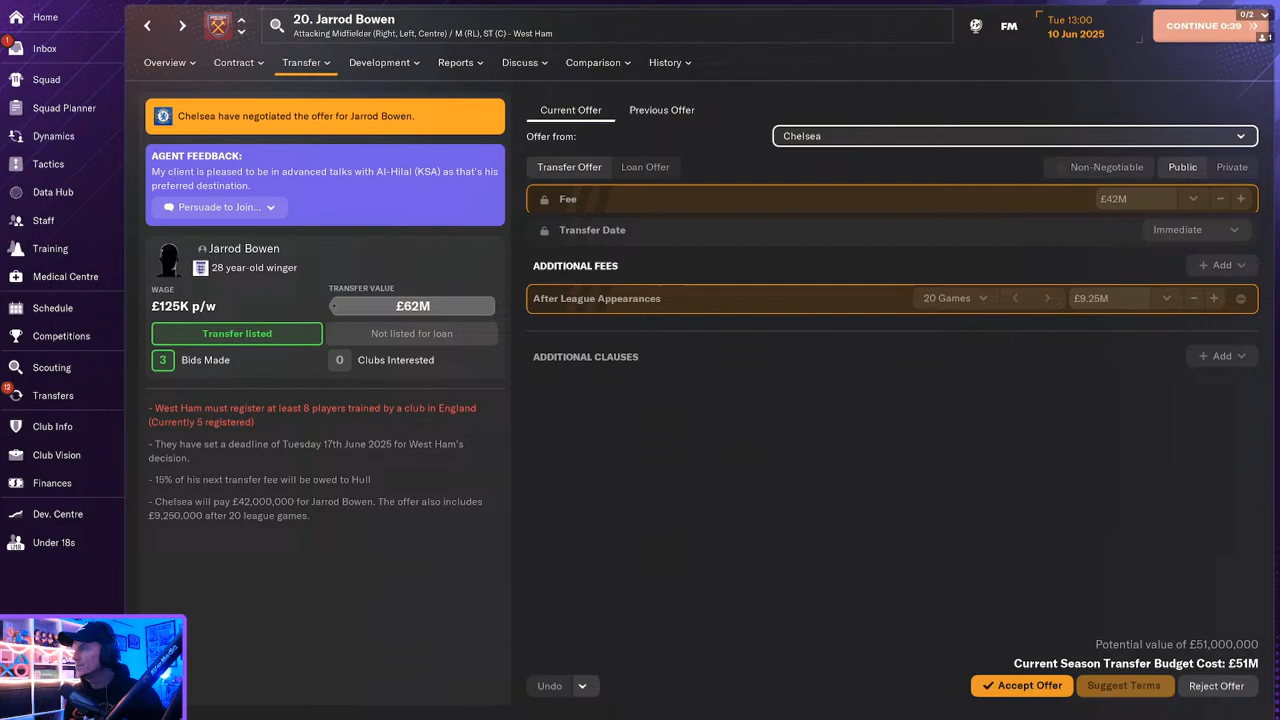 Home
Inbox
1
Squad
Squad Planner
Dynamics
Tactics
Data Hub
Staff
Training
Medical Centre
Schedule
Competitions
Scouting
12
Transfers
Club Info
Club Vision
Finances
Dev. Centre
Under 18s
20. Jarrod Bowen
Attacking Midfielder (Right, Left, Centre) / M (RL), ST (C) - West Ham
FM
Tue 13:00
10 Jun 2025
CONTINUE 0:39
0/2
1
Overview
Contract
Transfer
Development
Reports
Discuss
Comparison
History
Chelsea have negotiated the offer for Jarrod Bowen.
AGENT FEEDBACK:
My client is pleased to be in advanced talks with Al-Hilal (KSA) as that's
his preferred destination.
Persuade to Join...
Jarrod Bowen
28 year-old winger
WAGE
£125K p/w
TRANSFER VALUE
£62M
Transfer listed
Not listed for loan
3 Bids Made
0 Clubs Interested
- West Ham must register at least 8 players trained by a club in England
(Currently 5 registered)
- They have set a deadline of Tuesday 17th June 2025 for West Ham's
decision.
- 15% of his next transfer fee will be owed to Hull
- Chelsea will pay £42,000,000 for Jarrod Bowen. The offer also includes
£9,250,000 after 20 league games.
Current Offer
Previous Offer
Offer from:
Chelsea
Transfer Offer
Loan Offer
Non-Negotiable
Public
Private
Fee
£42M
Transfer Date
Immediate
ADDITIONAL FEES
+ Add
After League Appearances
20 Games
£9.25M
ADDITIONAL CLAUSES
+ Add
Potential value of £51,000,000
Current Season Transfer Budget Cost: £51M
Undo
Accept Offer
Suggest Terms
Reject Offer